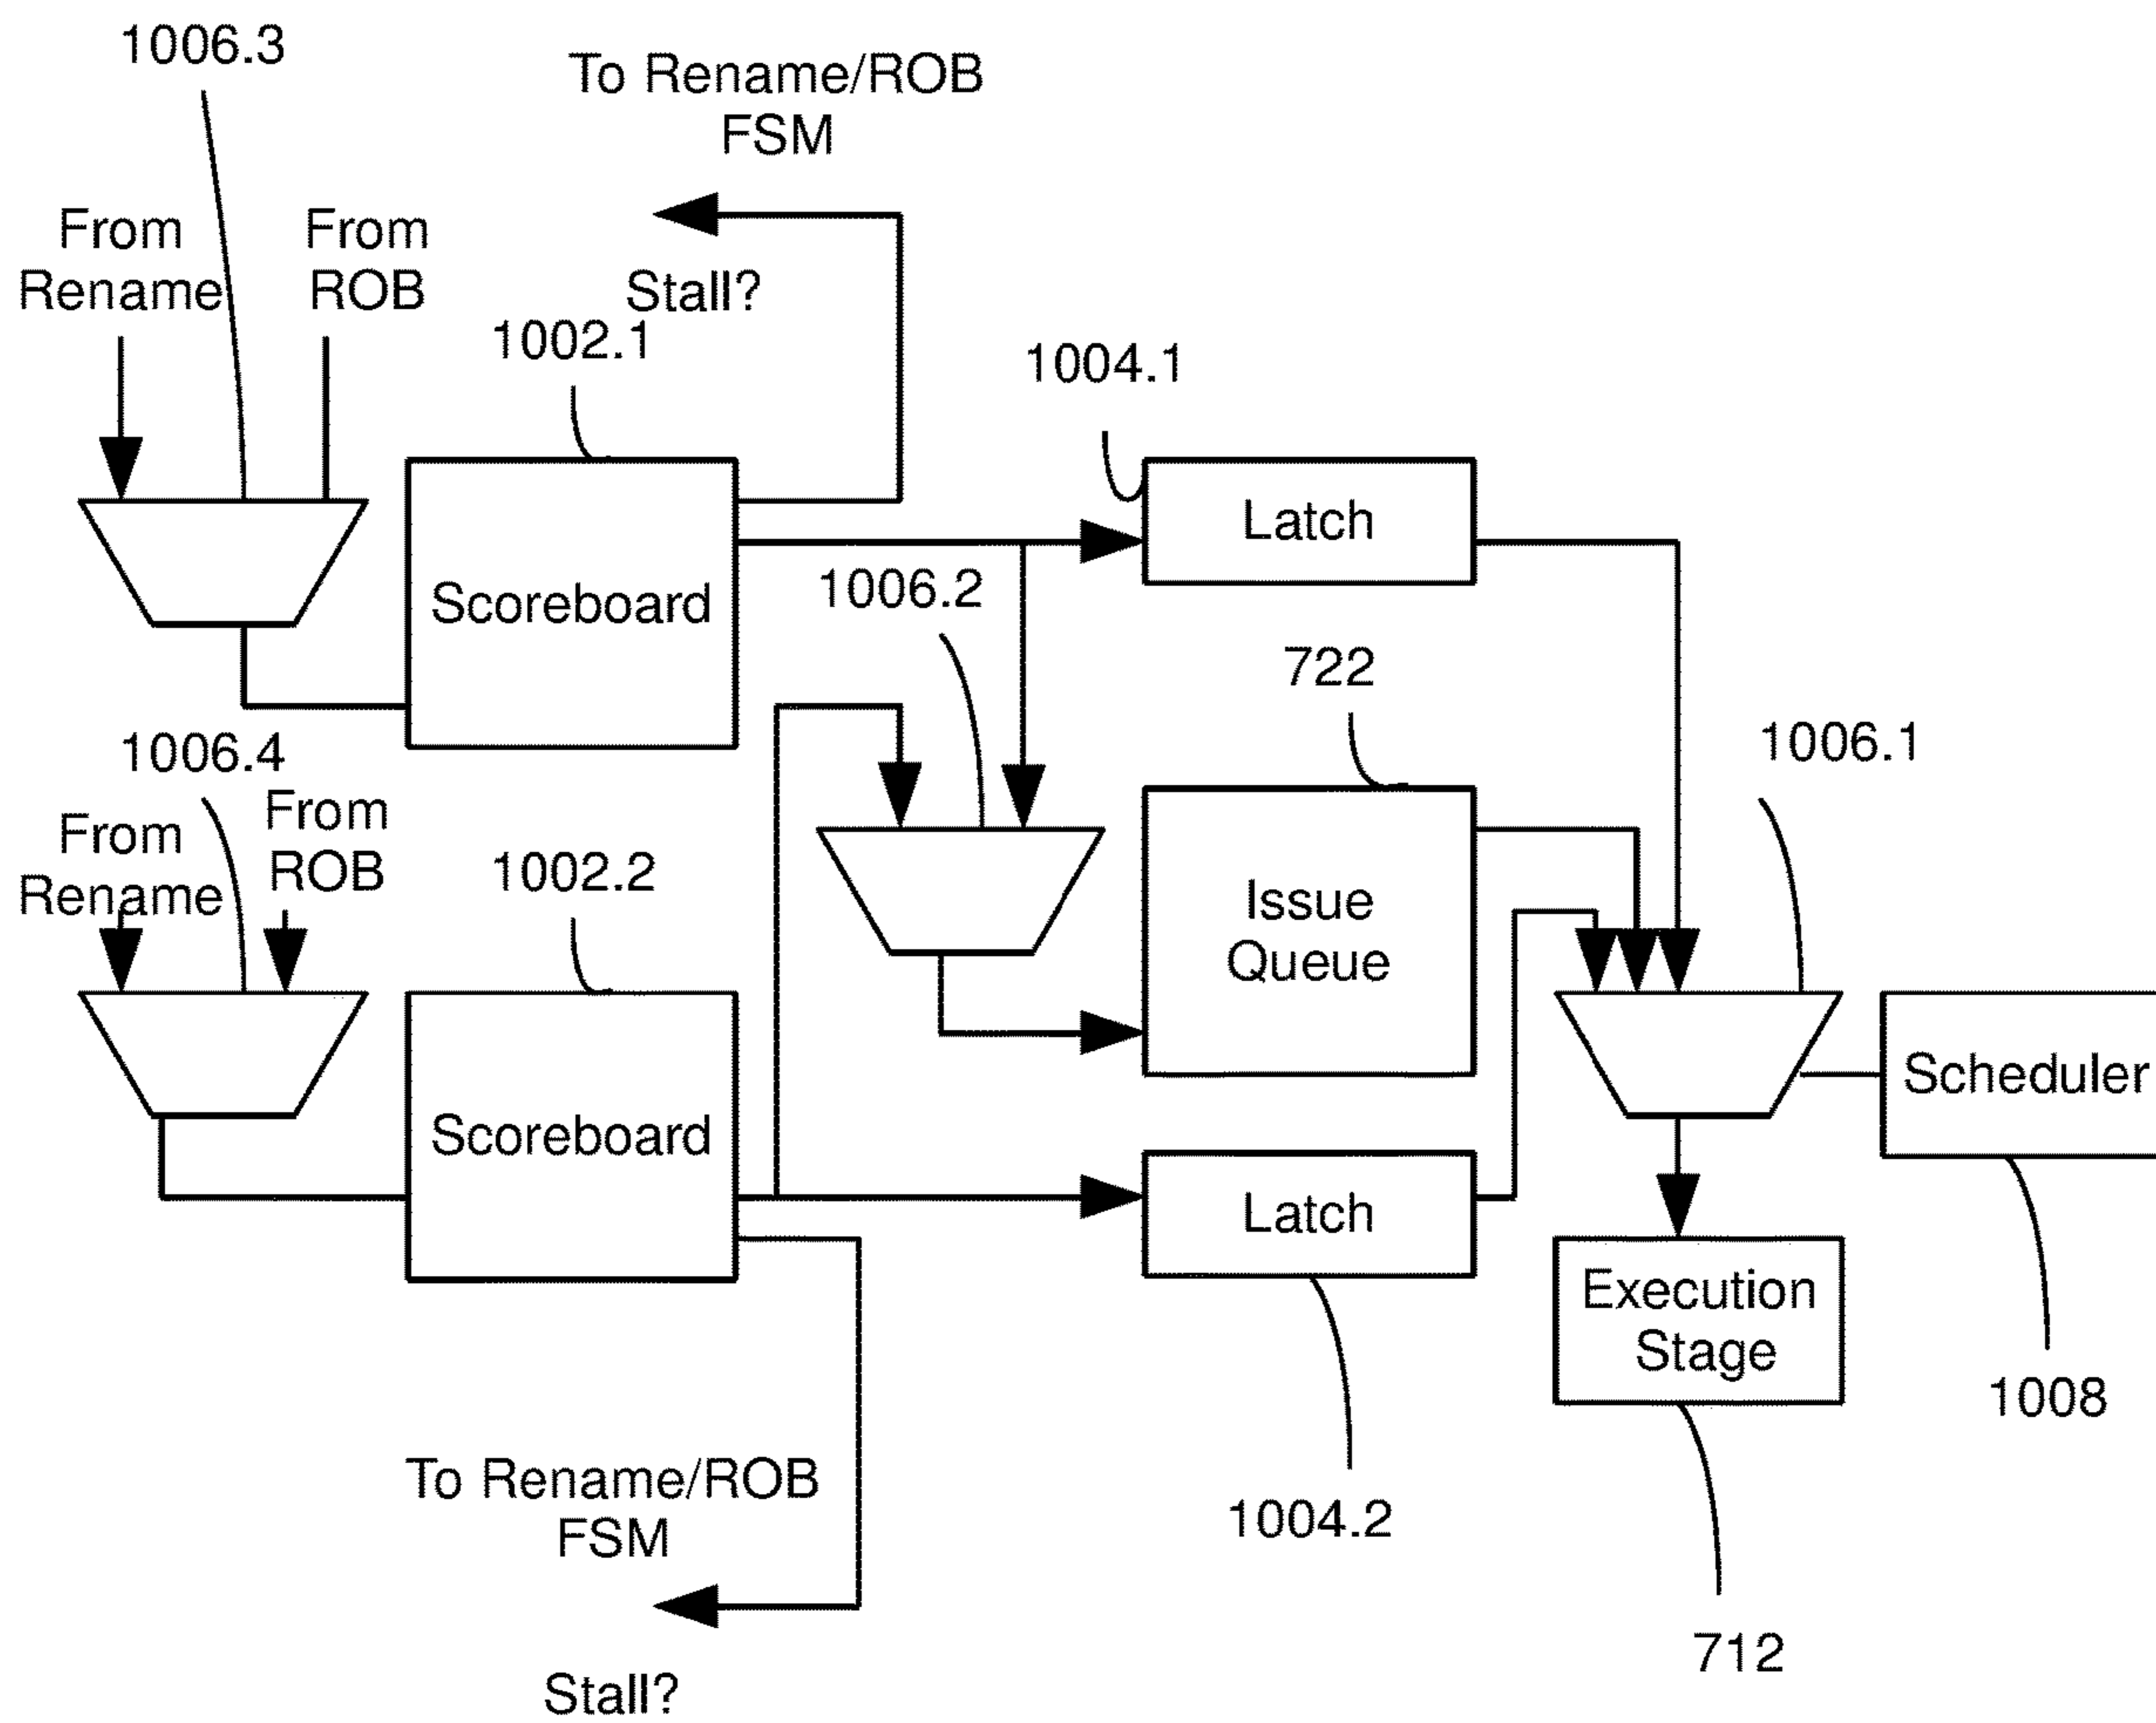 1006.3
To Rename/ROB
FSM
From
Rename
From
ROB
Stall?
1002.1
1004.1
Latch
Scoreboard
1006.2
722
1006.1
1006.4
From
Rename
From
ROB
1002.2
Issue
Queue
Scheduler
Scoreboard
Latch
Execution
Stage
1008
To Rename/ROB
FSM
1004.2
712
Stall?